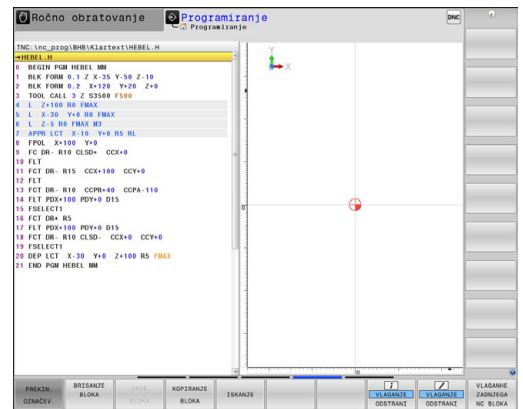 Ročno obratovanje
Programiranje
Programiranje
DNC
TNC:\nc_prog\BHB\Klartext\HEBEL.H
→HEBEL.H
0 BEGIN PGM HEBEL MM
1 BLK FORM 0.1 Z X-35 Y-50 Z-10
2 BLK FORM 0.2 X+120 Y+20 Z+0
3 TOOL CALL 3 Z S3500 F500
4 L Z+100 R0 FMAX
5 L X-30 Y+0 R0 FMAX
6 L Z-5 R0 FMAX M3
7 APPR LCT X-10 Y+0 R5 RL
8 FPOL X+100 Y+0
9 FC DR- R10 CLSD+ CCX+0
10 FLT
11 FCT DR- R15 CCX+100 CCY+0
12 FLT
13 FCT DR- R10 CCPR+40 CCPA-110
14 FLT PDX+100 PDY+0 D15
15 FSELECT1
16 FCT DR+ R5
17 FLT PDX+100 PDY+0 D15
18 FCT DR- R10 CLSD- CCX+0 CCY+0
19 FSELECT1
20 DEP LCT X-30 Y+0 Z+100 R5 FMAX
21 END PGM HEBEL MM
Y
X
0
0
PREKIN.
OZNAČEV.
BRISANJE
BLOKA
BLOKA
KOPIRANJE
BLOKA
ISKANJE
VLAGANJE
ODSTRANI
VLAGANJE
ODSTRANI
VLAGANHE
ZADNJEGA
NC BLOKA